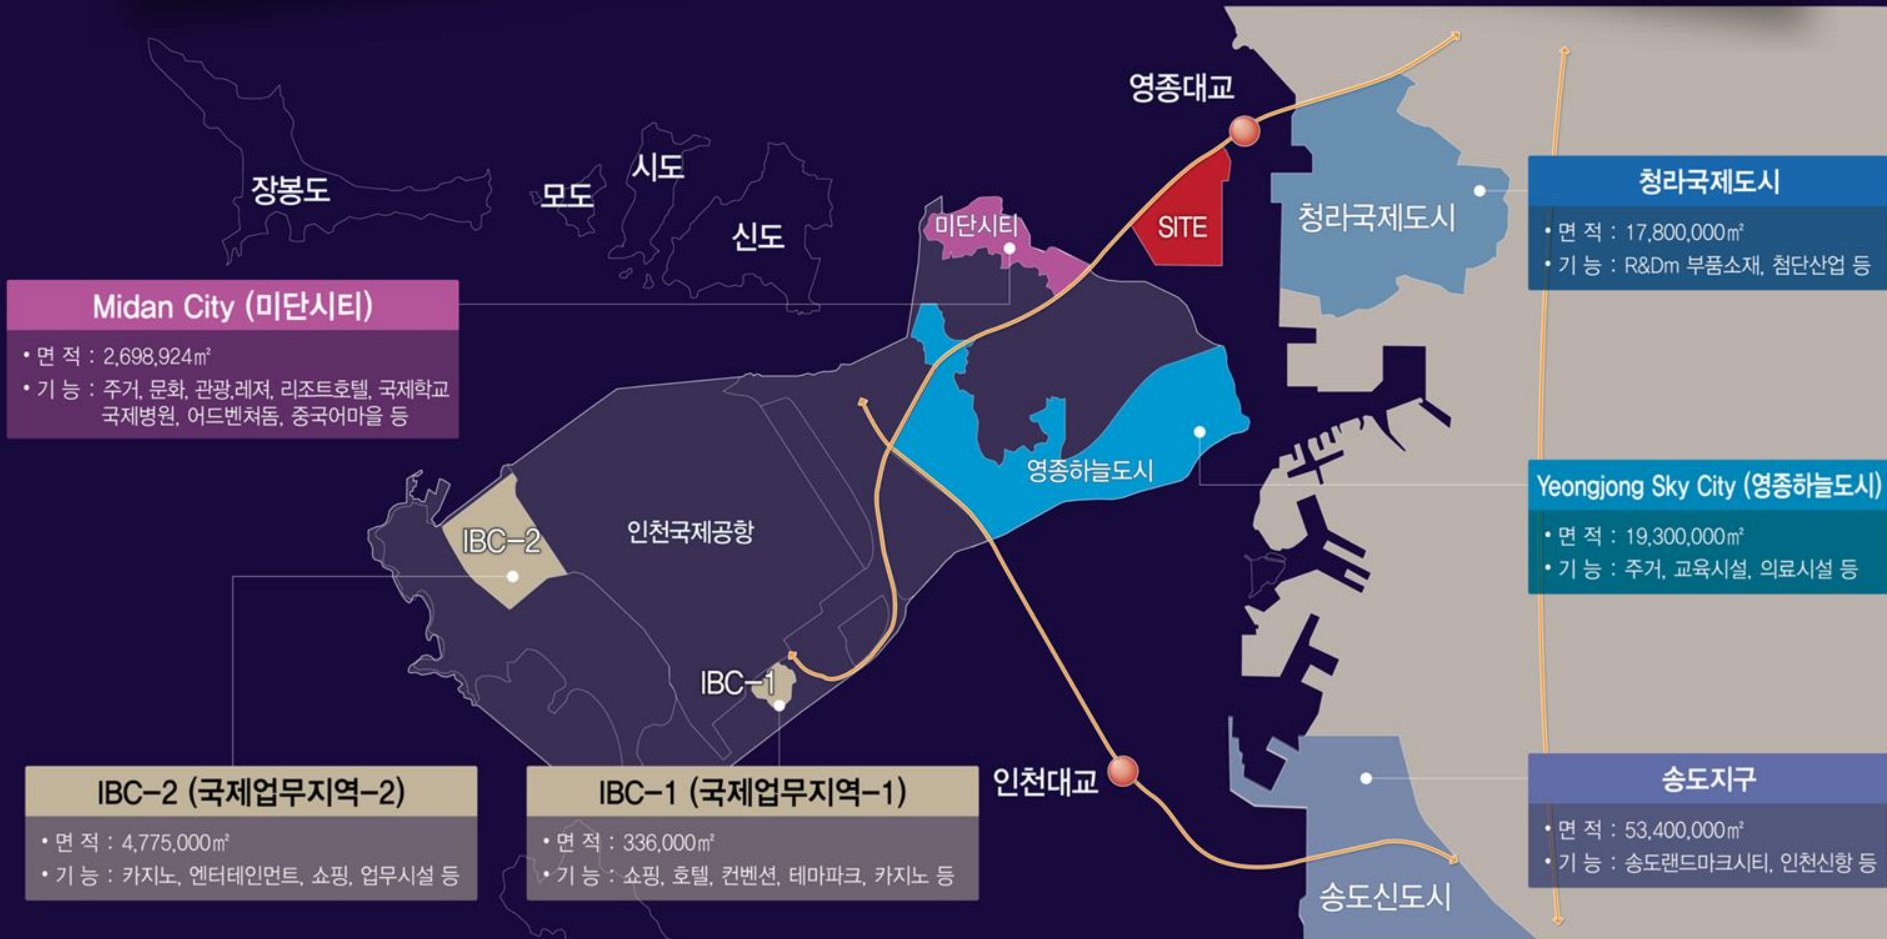 영종대교
장봉도
모도
시도
신도
미단시티
SITE
청라국제도시
청라국제도시
• 면 적 : 17,800,000㎡
• 기 능 : R&Dm 부품소재, 첨단산업 등
Midan City (미단시티)
• 면 적 : 2,698,924㎡
• 기 능 : 주거, 문화, 관광,레져, 리조트호텔, 국제학교
국제병원, 어드벤쳐돔, 중국어마을 등
영종하늘도시
Yeongjong Sky City (영종하늘도시)
• 면 적 : 19,300,000㎡
• 기 능 : 주거, 교육시설, 의료시설 등
IBC-2
인천국제공항
IBC-1
IBC-2 (국제업무지역-2)
• 면 적 : 4,775,000㎡
• 기 능 : 카지노, 엔터테인먼트, 쇼핑, 업무시설 등
IBC-1 (국제업무지역-1)
• 면 적 : 336,000㎡
• 기 능 : 쇼핑, 호텔, 컨벤션, 테마파크, 카지노 등
인천대교
송도지구
• 면 적 : 53,400,000㎡
• 기 능 : 송도랜드마크시티, 인천신항 등
송도신도시